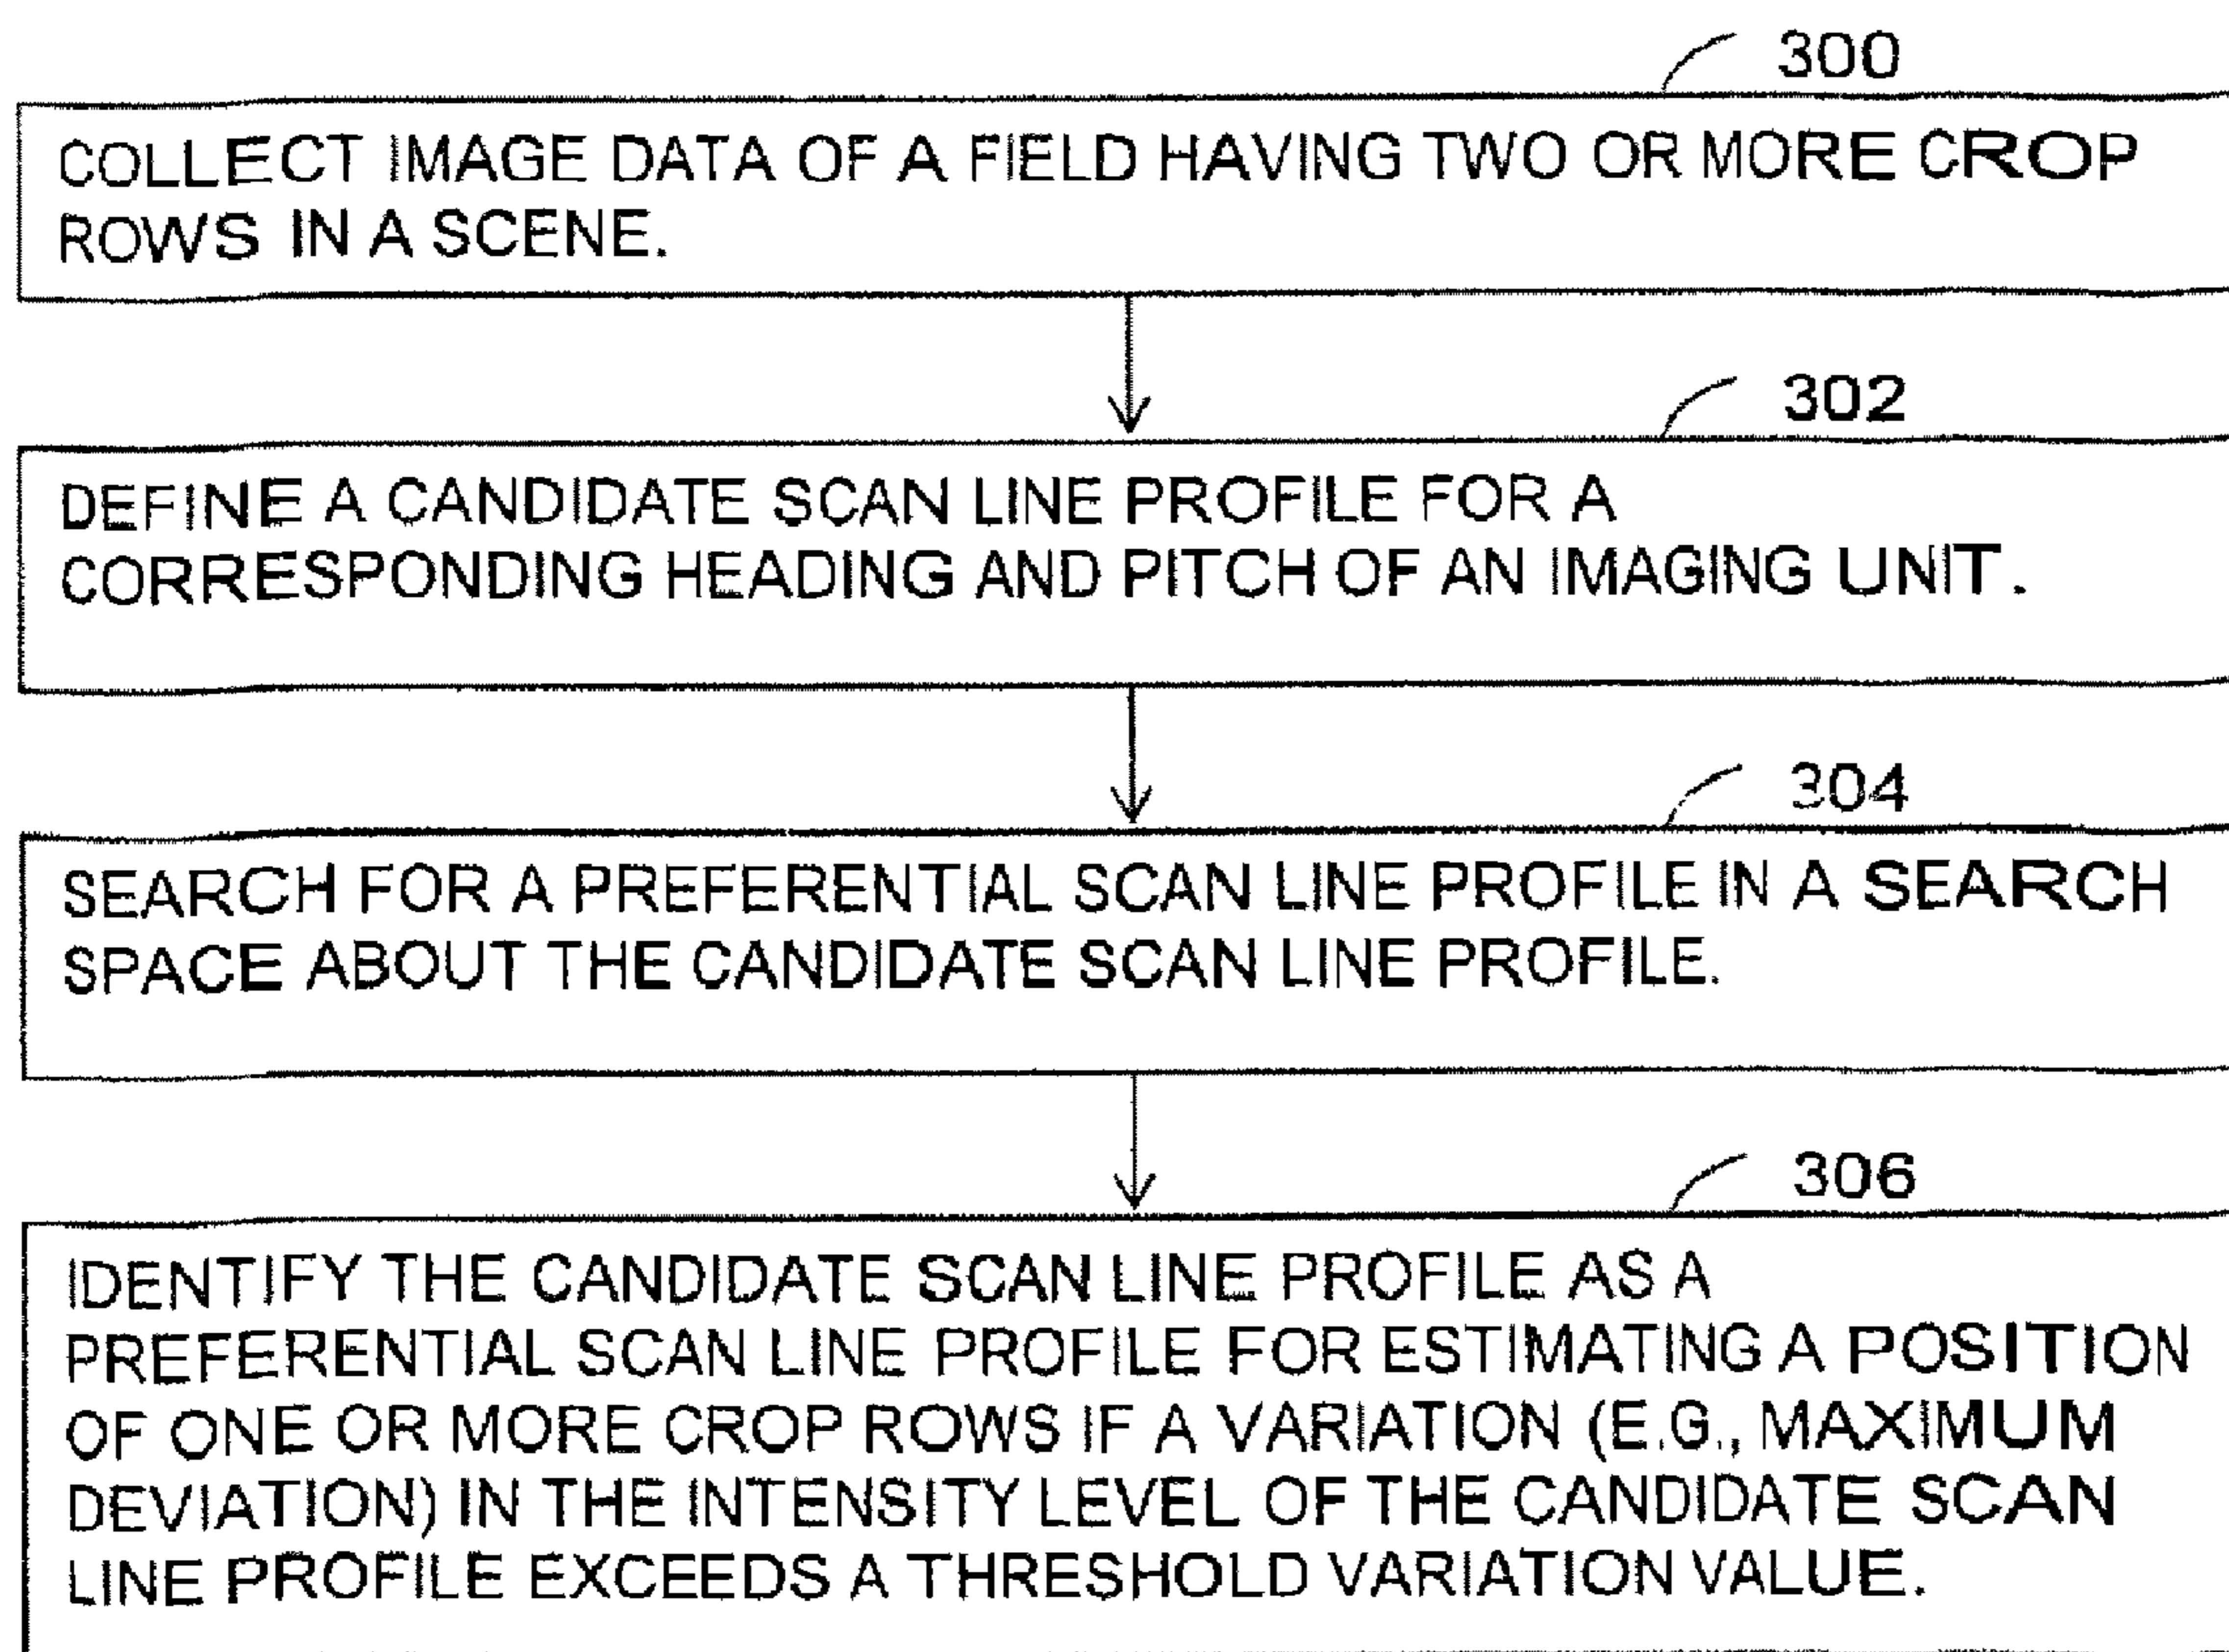 300
COLLECT IMAGE DATA OF A FIELD HAVING TWO OR MORE CROP
ROWS IN A SCENE.
302
DEFINE A CANDIDATE SCAN LINE PROFILE FOR A
CORRESPONDING HEADING AND PITCH OF AN IMAGING UNIT.
304
SEARCH FOR A PREFERENTIAL SCAN LINE PROFILE IN A SEARCH
SPACE ABOUT THE CANDIDATE SCAN LINE PROFILE.
306
IDENTIFY THE CANDIDATE SCAN LINE PROFILE AS A
PREFERENTIAL SCAN LINE PROFILE FOR ESTIMATING A POSITION
OF ONE OR MORE CROP ROWS IF A VARIATION (E.G., MAXIMUM
DEVIATION) IN THE INTENSITY LEVEL OF THE CANDIDATE SCAN
LINE PROFILE EXCEEDS A THRESHOLD VARIATION VALUE.